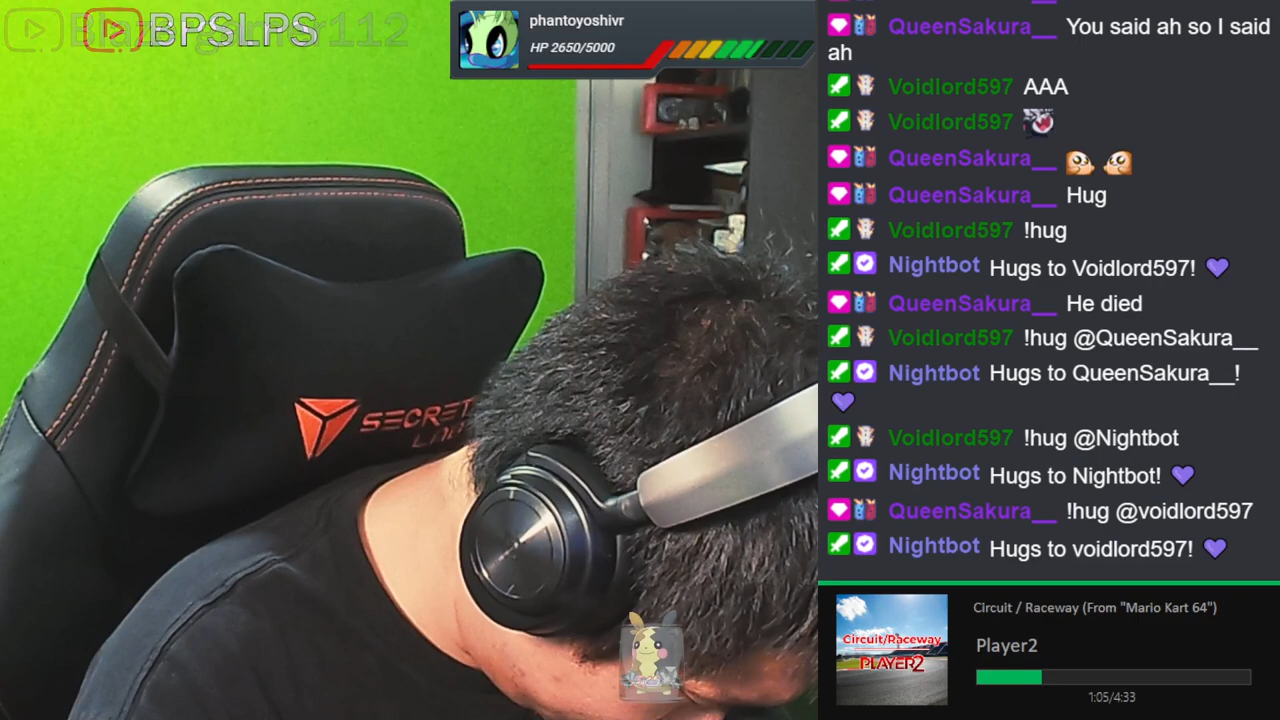 BPSLPS
phantoyoshivr
HP 2650/5000
SECRET
QueenSakura__ You said ah so I said
ah
Voidlord597 AAA
Voidlord597
QueenSakura__
QueenSakura__ Hug
Voidlord597 !hug
Nightbot Hugs to Voidlord597!
QueenSakura__ He died
Voidlord597 !hug @QueenSakura__
Nightbot Hugs to QueenSakura__!
Voidlord597 !hug @Nightbot
Nightbot Hugs to Nightbot!
QueenSakura__ !hug @voidlord597
Nightbot Hugs to voidlord597!
Circuit/Raceway
PLAYER2
Circuit / Raceway (From "Mario Kart 64")
Player2
1:05/4:33